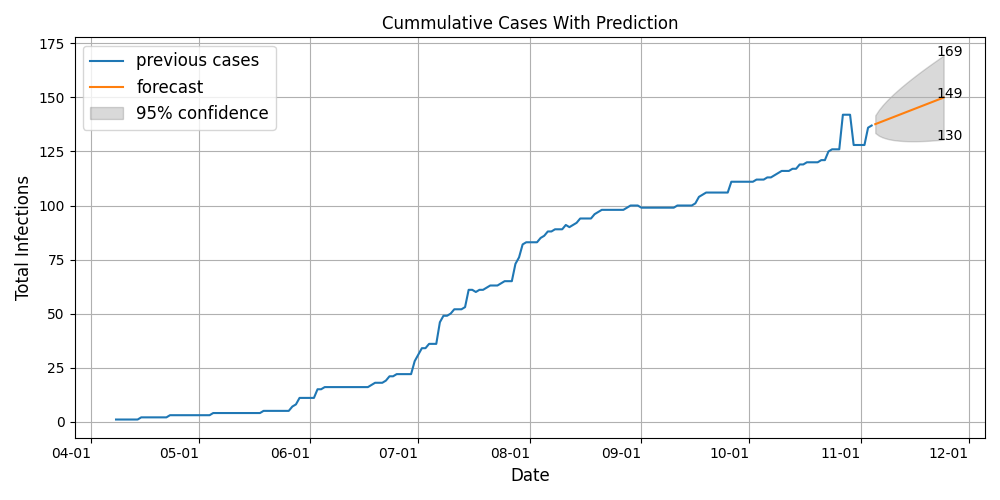 Cummulative Cases With Prediction
previous cases
forecast
95% confidence
169
149
130
175
150
125
100
75
50
25
0
Total Infections
04-01 05-01 06-01 07-01 08-01 09-01 10-01 11-01 12-01
Date